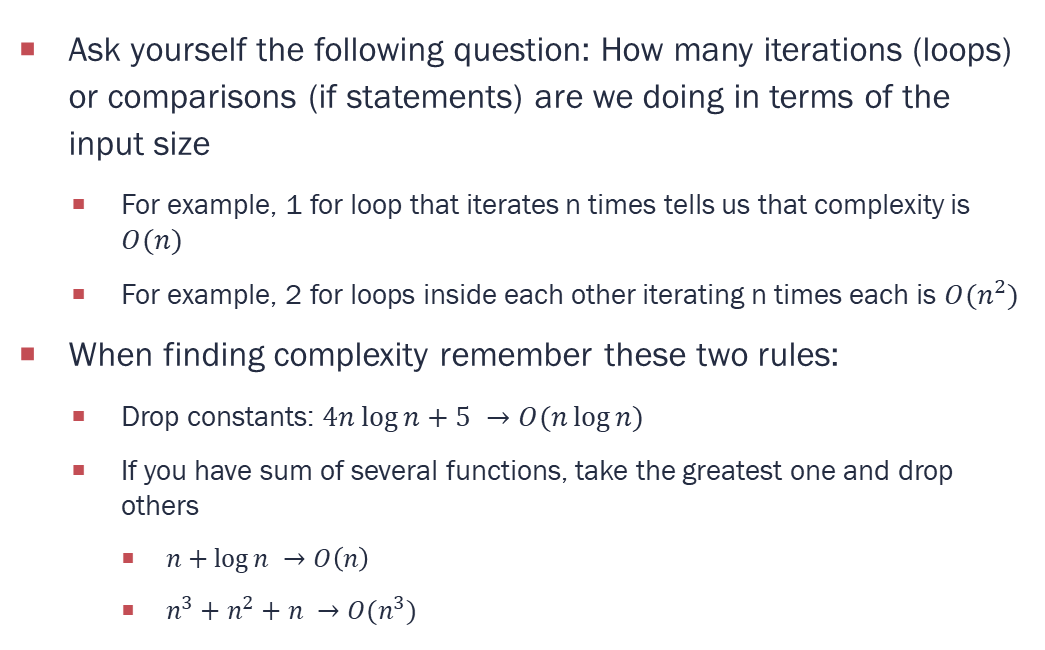 ▪ Ask yourself the following question: How many iterations (loops)
or comparisons (if statements) are we doing in terms of the
input size
▪ For example, 1 for loop that iterates n times tells us that complexity is
O(n)
▪ For example, 2 for loops inside each other iterating n times each is O(n²)
▪ When finding complexity remember these two rules:
▪ Drop constants: 4n log n + 5 → O(n log n)
▪ If you have sum of several functions, take the greatest one and drop
others
▪ n + log n → O(n)
▪ n³ + n² + n → O(n³)